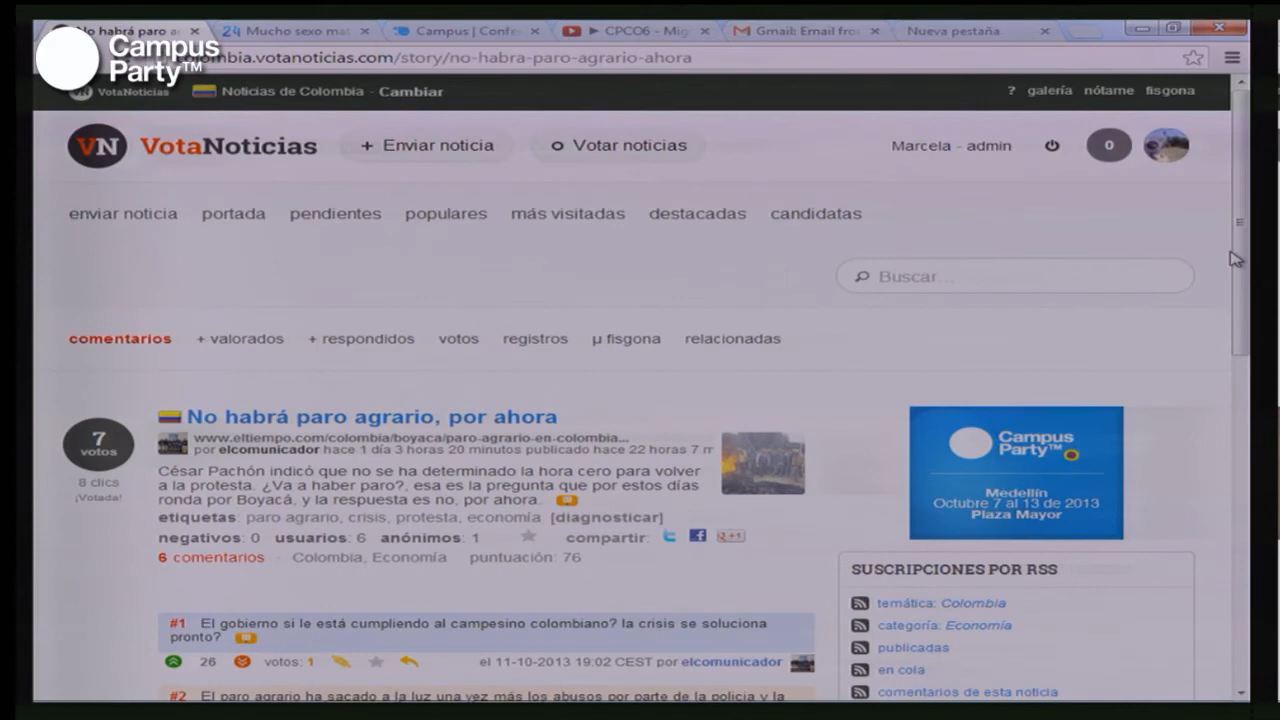 No habrá paro a
24 Mucho sexo mat
Campus | Confe
CPCO6 - Mig
Gmail: Email fro
Nueva pestaña
Campus
Party™
mbia.votanoticias.com/story/no-habra-paro-agrario-ahora
VN VotaNoticias
Noticias de Colombia - Cambiar
? galería nótame fisgona
VN VotaNoticias
+ Enviar noticia
Votar noticias
Marcela - admin
0
enviar noticia portada pendientes populares más visitadas destacadas candidatas
Buscar...
comentarios + valorados + respondidos votos registros µ fisgona relacionadas
7
votos
8 clics
¡Votada!
No habrá paro agrario, por ahora
www.eltiempo.com/colombia/boyaca/paro-agrario-en-colombia...
por elcomunicador hace 1 día 3 horas 20 minutos publicado hace 22 horas 7 m
César Pachón indicó que no se ha determinado la hora cero para volver
a la protesta. ¿Va a haber paro?, esa es la pregunta que por estos días
ronda por Boyacá, y la respuesta es no, por ahora.
etiquetas: paro agrario, crisis, protesta, economía [diagnosticar]
negativos: 0 usuarios: 6 anónimos: 1 compartir: g+1
6 comentarios Colombia, Economía puntuación: 76
#1 El gobierno si le está cumpliendo al campesino colombiano? la crisis se soluciona
pronto?
26 votos: 1 el 11-10-2013 19:02 CEST por elcomunicador
#2 El paro agrario ha sacado a la luz una vez más los abusos por parte de la policía y la
Campus
Party
Medellín
Octubre 7 al 13 de 2013
Plaza Mayor
SUSCRIPCIONES POR RSS
temática: Colombia
categoría: Economía
publicadas
en cola
comentarios de esta noticia